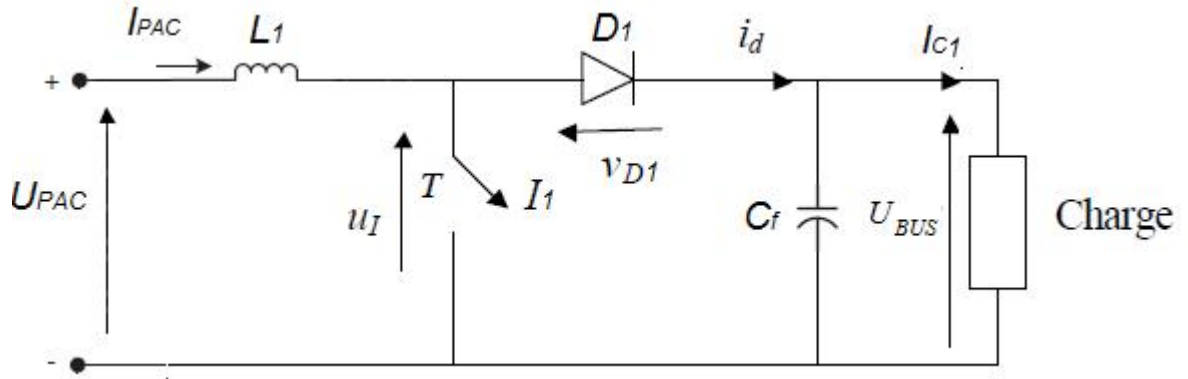 IPAC
L1
D1
id
IC1
+
UPAC
uI
T
I1
vD1
Cf
UBUS
Charge
-